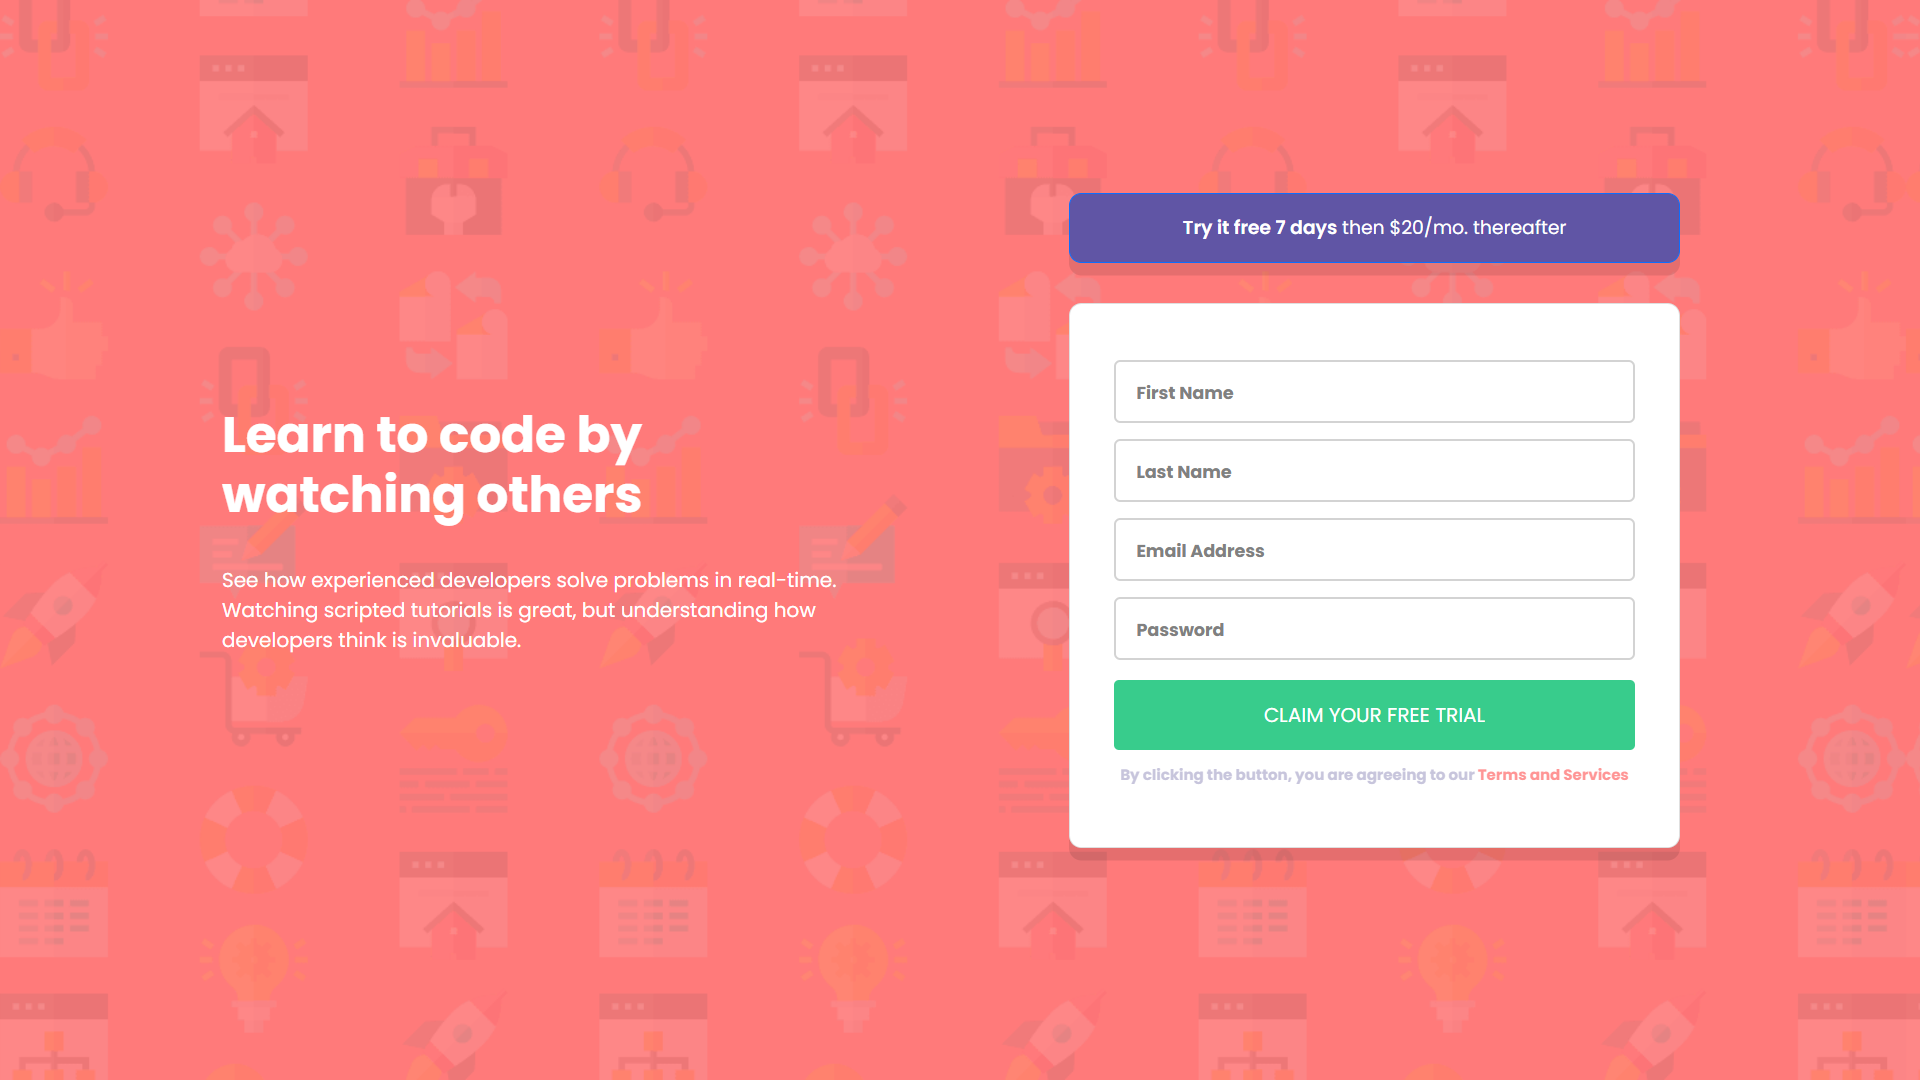 Learn to code by
watching others
See how experienced developers solve problems in real-time.
Watching scripted tutorials is great, but understanding how
developers think is invaluable.
Try it free 7 days then $20/mo. thereafter
First Name
Last Name
Email Address
Password
CLAIM YOUR FREE TRIAL
By clicking the button, you are agreeing to our Terms and Services